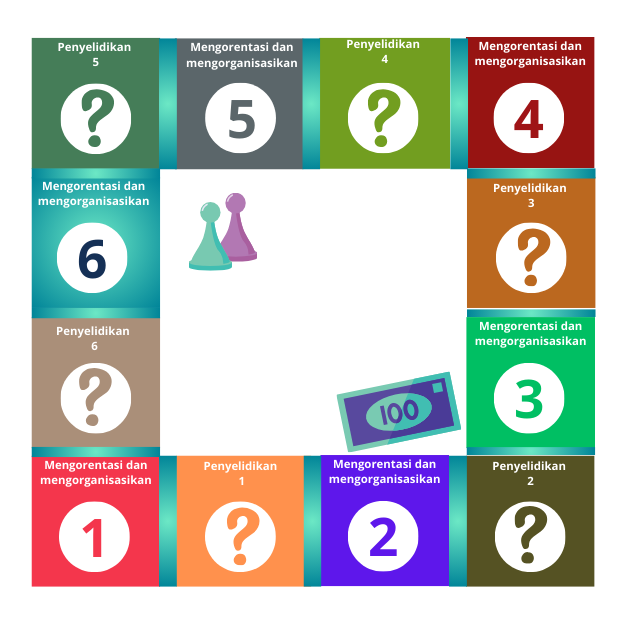 Penyelidikan
5
?
Mengorentasi dan
mengorganisasikan
5
Penyelidikan
4
?
Mengorentasi dan
mengorganisasikan
4
Mengorentasi dan
mengorganisasikan
6
Penyelidikan
3
?
Penyelidikan
6
?
100
Mengorentasi dan
mengorganisasikan
3
Mengorentasi dan
mengorganisasikan
1
Penyelidikan
1
?
Mengorentasi dan
mengorganisasikan
2
Penyelidikan
2
?